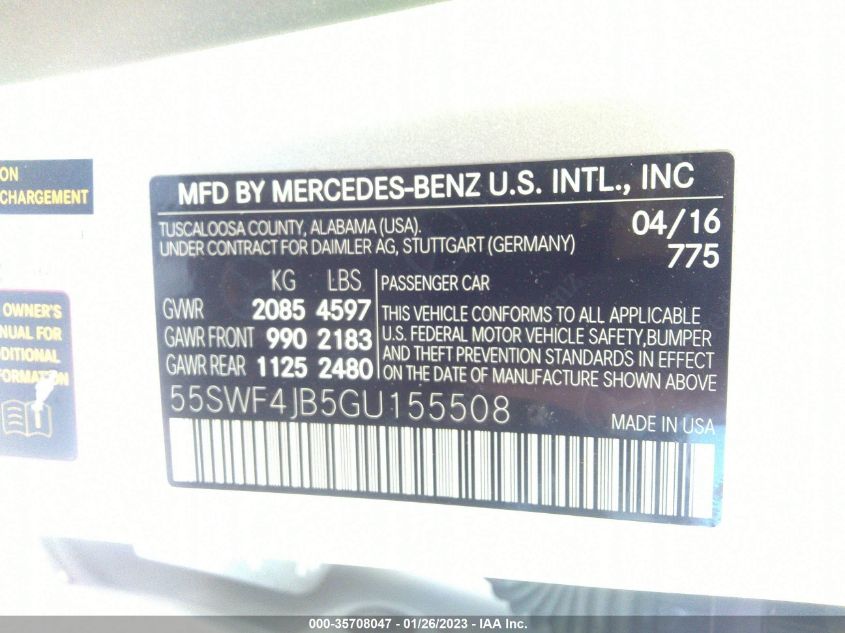 ON
CHARGEMENT
OWNER'S
NUAL FOR
DDITIONAL
FORMATION
MFD BY MERCEDES-BENZ U.S. INTL., INC
TUSCALOOSA COUNTY, ALABAMA (USA).
UNDER CONTRACT FOR DAIMLER AG, STUTTGART (GERMANY)
04/16
775
KG LBS
GVWR 2085 4597
GAWR FRONT 990 2183
GAWR REAR 1125 2480
PASSENGER CAR
THIS VEHICLE CONFORMS TO ALL APPLICABLE
U.S. FEDERAL MOTOR VEHICLE SAFETY,BUMPER
AND THEFT PREVENTION STANDARDS IN EFFECT
ON THE DATE OF MANUFACTURE SHOWN ABOVE
55SWF4JB5GU155508
MADE IN USA
000-35708047 - 01/26/2023 - IAA Inc.